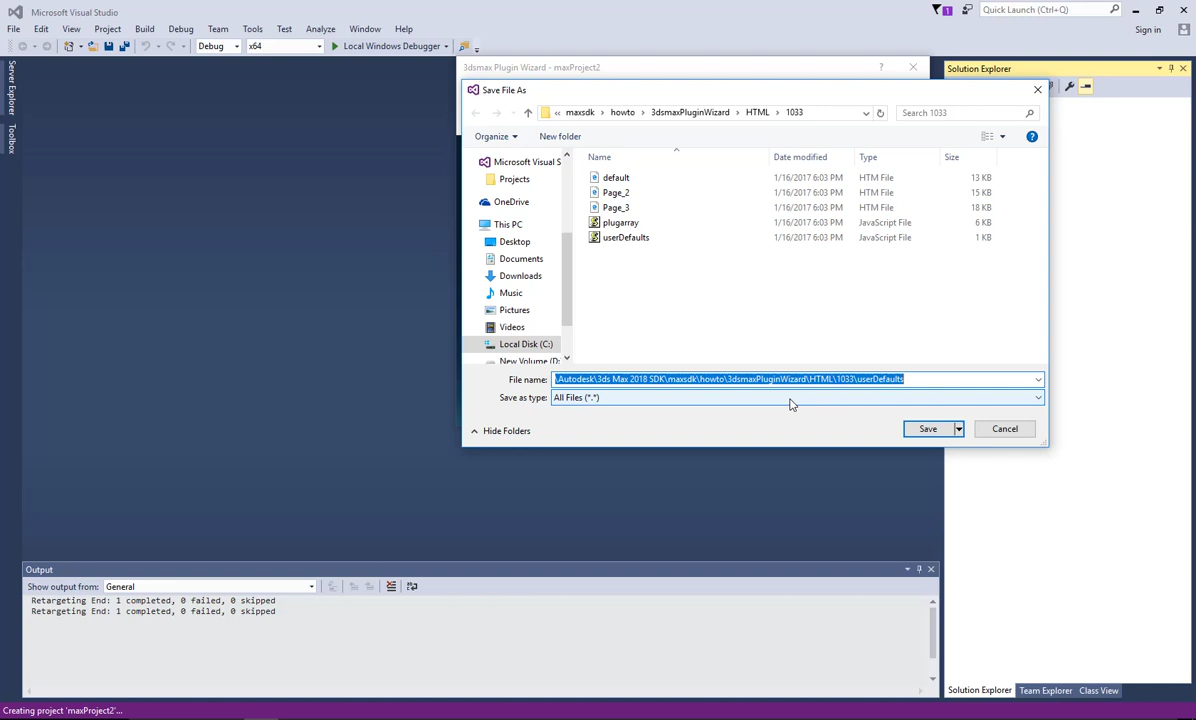 Microsoft Visual Studio
1
Quick Launch (Ctrl+Q)
File Edit View Project Build Debug Team Tools Test Analyze Window Help
Sign in
Debug x64 Local Windows Debugger
Server Explorer
Toolbox
3dsmax Plugin Wizard - maxProject2
?
Solution Explorer
Save File As
« maxsdk › howto › 3dsmaxPluginWizard › HTML › 1033
Search 1033
Organize New folder
Name Date modified Type Size
Microsoft Visual S
Projects
OneDrive
This PC
Desktop
Documents
Downloads
Music
Pictures
Videos
Local Disk (C:)
New Volume (D:
default 1/16/2017 6:03 PM HTM File 13 KB
Page_2 1/16/2017 6:03 PM HTM File 15 KB
Page_3 1/16/2017 6:03 PM HTM File 18 KB
plugarray 1/16/2017 6:03 PM JavaScript File 6 KB
userDefaults 1/16/2017 6:03 PM JavaScript File 1 KB
File name: \Autodesk\3ds Max 2018 SDK\maxsdk\howto\3dsmaxPluginWizard\HTML\1033\userDefaults
Save as type: All Files (*.*)
Hide Folders
Save
Cancel
Output
Show output from: General
Retargeting End: 1 completed, 0 failed, 0 skipped
Retargeting End: 1 completed, 0 failed, 0 skipped
Solution Explorer Team Explorer Class View
Creating project 'maxProject2'...